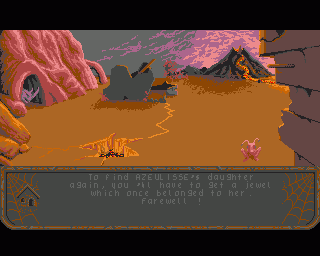 To find AZEULISSE's daughter
again, you'll have to get a jewel
which once belonged to her.
Farewell !